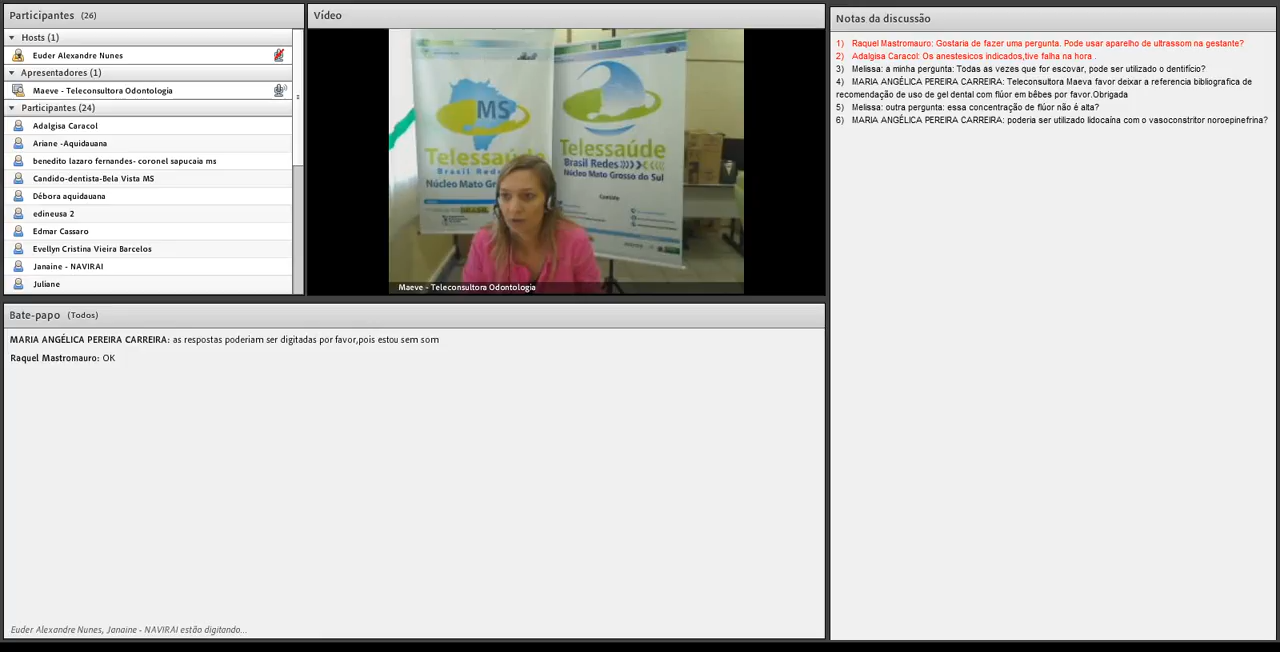 Participantes (26)
Hosts (1)
Euder Alexandre Nunes
Apresentadores (1)
Maeve - Teleconsultora Odontologia
Participantes (24)
Adalgisa Caracol
Ariane -Aquidauana
benedito lazaro fernandes- coronel sapucaia ms
Candido-dentista-Bela Vista MS
Débora aquidauana
edineusa 2
Edmar Cassaro
Evellyn Cristina Vieira Barcelos
Janaine - NAVIRAI
Juliane
Vídeo
MS
Telessaúde
Brasil Redes
Núcleo Mato Gr
Telessaúde
Brasil Redes
Núcleo Mato Grosso do Sul
Maeve - Teleconsultora Odontologia
Bate-papo (Todos)
MARIA ANGÉLICA PEREIRA CARREIRA: as respostas poderiam ser digitadas por favor,pois estou sem som
Raquel Mastromauro: OK
Euder Alexandre Nunes, Janaine - NAVIRAI estão digitando...
Notas da discussão
1) Raquel Mastromauro: Gostaria de fazer uma pergunta. Pode usar aparelho de ultrassom na gestante?
2) Adalgisa Caracol: Os anestesicos indicados,tive falha na hora .
3) Melissa: a minha pergunta: Todas as vezes que for escovar, pode ser utilizado o dentifício?
4) MARIA ANGÉLICA PEREIRA CARREIRA: Teleconsultora Maeva favor deixar a referencia bibliografica de
recomendação de uso de gel dental com flúor em bêbes por favor.Obrigada
5) Melissa: outra pergunta: essa concentração de flúor não é alta?
6) MARIA ANGÉLICA PEREIRA CARREIRA: poderia ser utilizado lidocaína com o vasoconstritor noroepinefrina?